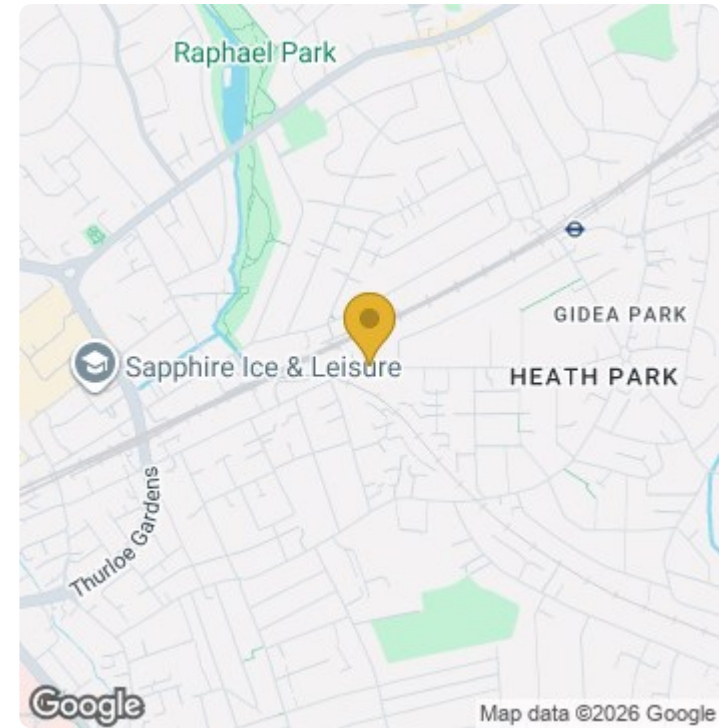 Raphael Park
GIDEA PARK
Sapphire Ice & Leisure
HEATH PARK
Thurloe Gardens
Google
Map data ©2026 Google